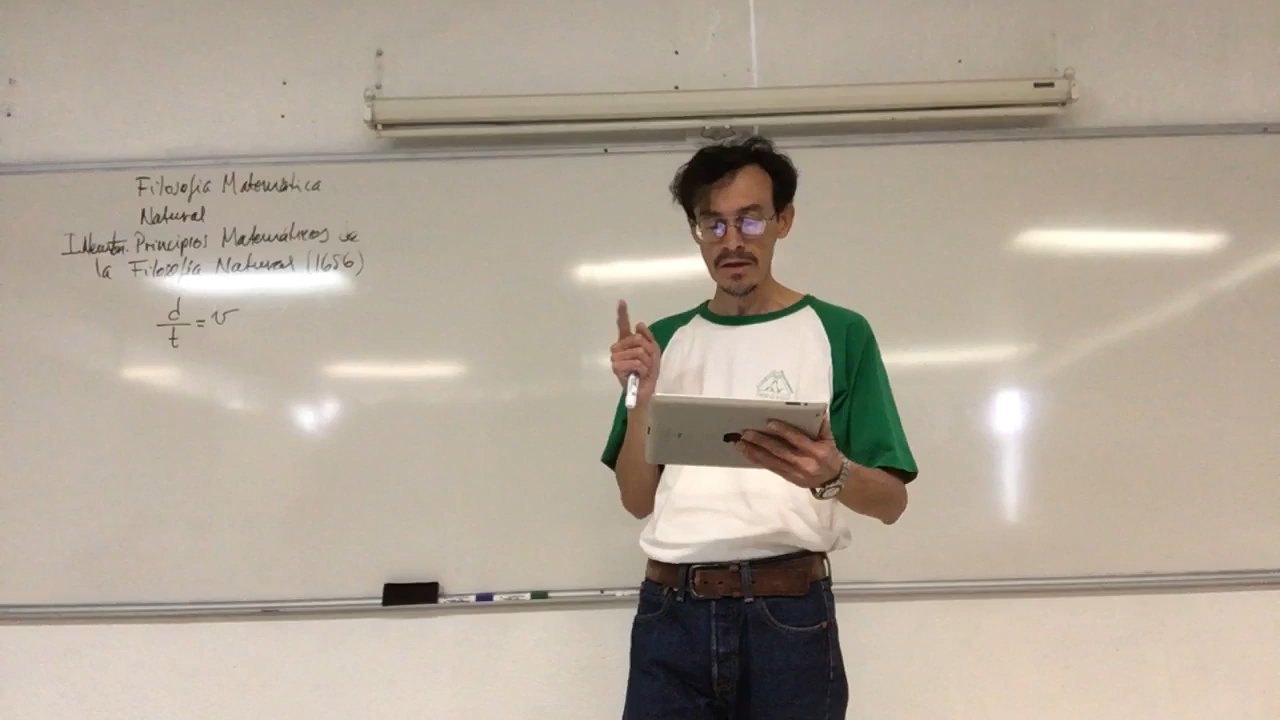 Filosofía Matemática
Natural
I. Newton. Principios Matemáticos de
la Filosofía Natural (1656)
d
t = v